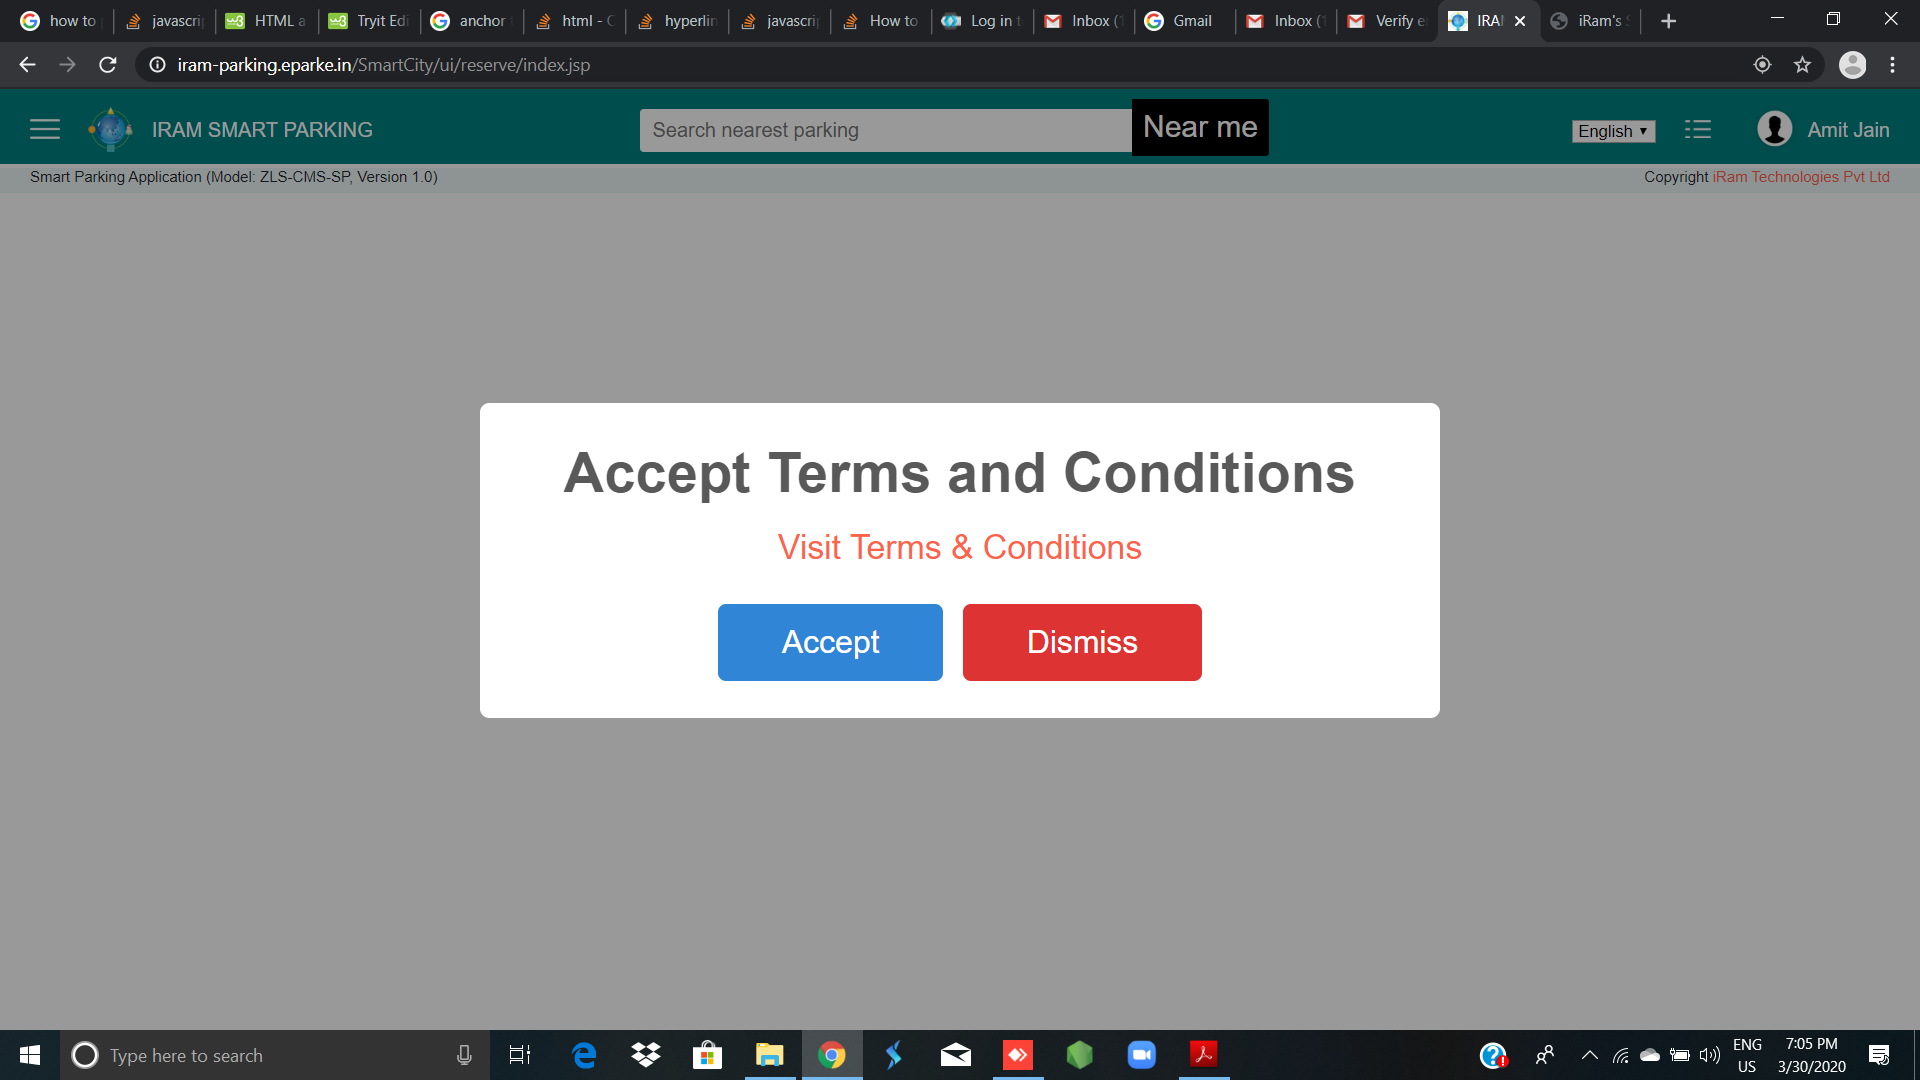 how to
javascrip
HTML a
Tryit Edi
anchor
html - C
hyperlin
javascrip
How to
Log in t
Inbox (1
Gmail
Inbox (1
Verify e
IRAM
iRam's S
iram-parking.eparke.in/SmartCity/ui/reserve/index.jsp
IRAM SMART PARKING
Search nearest parking
Near me
English
Amit Jain
Smart Parking Application (Model: ZLS-CMS-SP, Version 1.0)
Copyright iRam Technologies Pvt Ltd
Accept Terms and Conditions
Visit Terms & Conditions
Accept
Dismiss
Type here to search
ENG
US
7:05 PM
3/30/2020